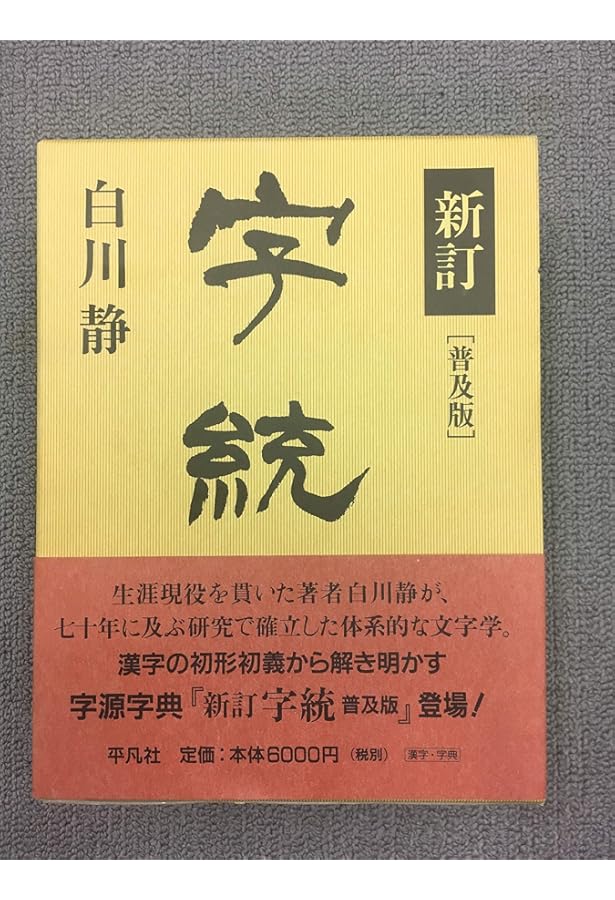 新訂
[普及版]
字統
白川静
生涯現役を貫いた著者白川静が、
七十年に及ぶ研究で確立した体系的な文字学。
漢字の初形初義から解き明かす
字源字典『新訂 字統 普及版』登場!
平凡社 定価:本体6000円(税別) 漢字・字典